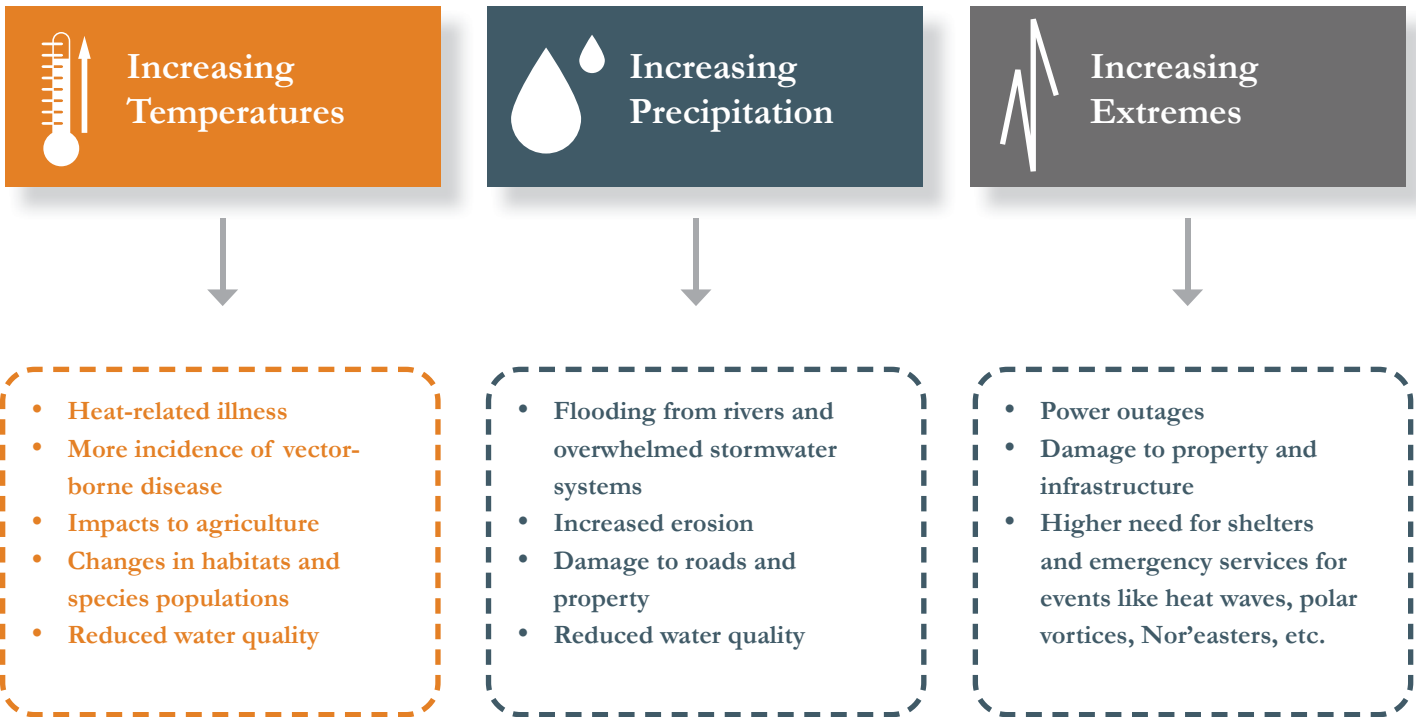 Increasing
Temperatures
Increasing
Precipitation
Increasing
Extremes
• Heat-related illness
• More incidence of vector-
borne disease
• Impacts to agriculture
• Changes in habitats and
species populations
• Reduced water quality
• Flooding from rivers and
overwhelmed stormwater
systems
• Increased erosion
• Damage to roads and
property
• Reduced water quality
• Power outages
• Damage to property and
infrastructure
• Higher need for shelters
and emergency services for
events like heat waves, polar
vortices, Nor’easters, etc.